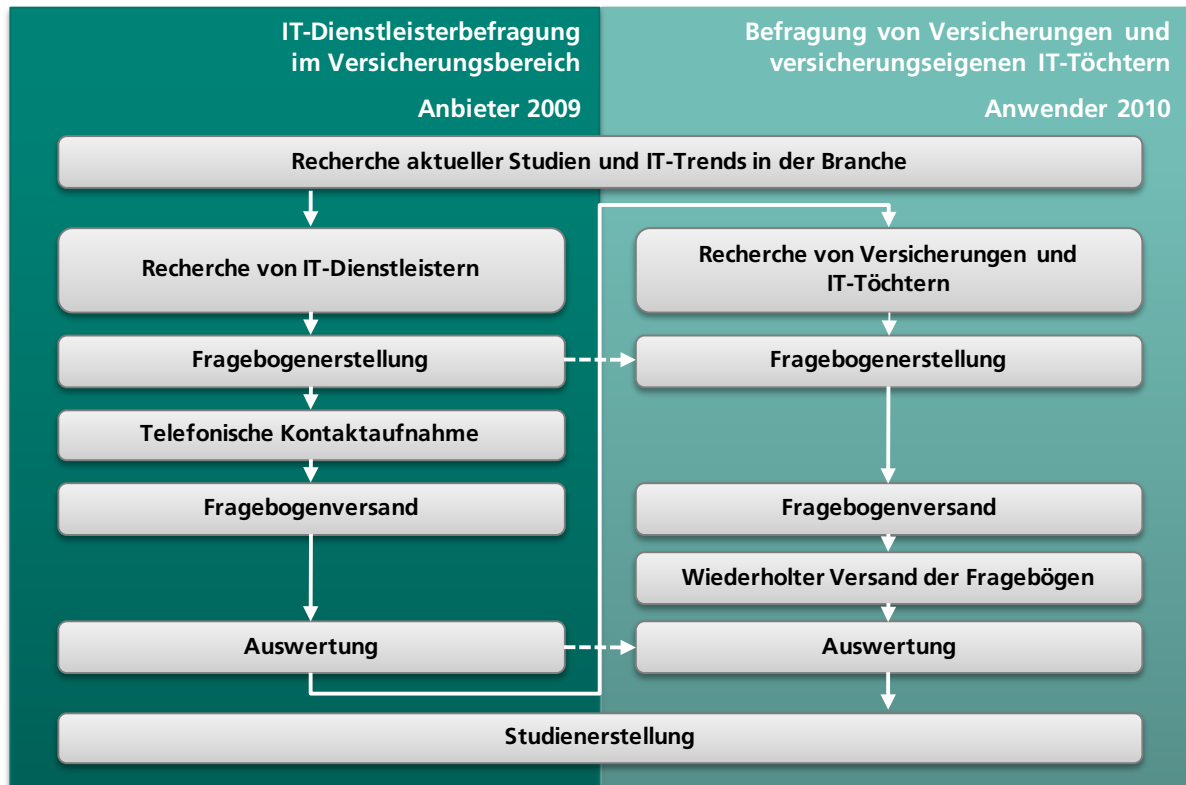 IT-Dienstleisterbefragung
im Versicherungsbereich
Anbieter 2009
Befragung von Versicherungen und
versicherungseigenen IT-Töchtern
Anwender 2010
Recherche aktueller Studien und IT-Trends in der Branche
Recherche von IT-Dienstleistern
Fragebogenerstellung
Telefonische Kontaktaufnahme
Fragebogenversand
Auswertung
Recherche von Versicherungen und
IT-Töchtern
Fragebogenerstellung
Fragebogenversand
Wiederholter Versand der Fragebögen
Auswertung
Studienerstellung